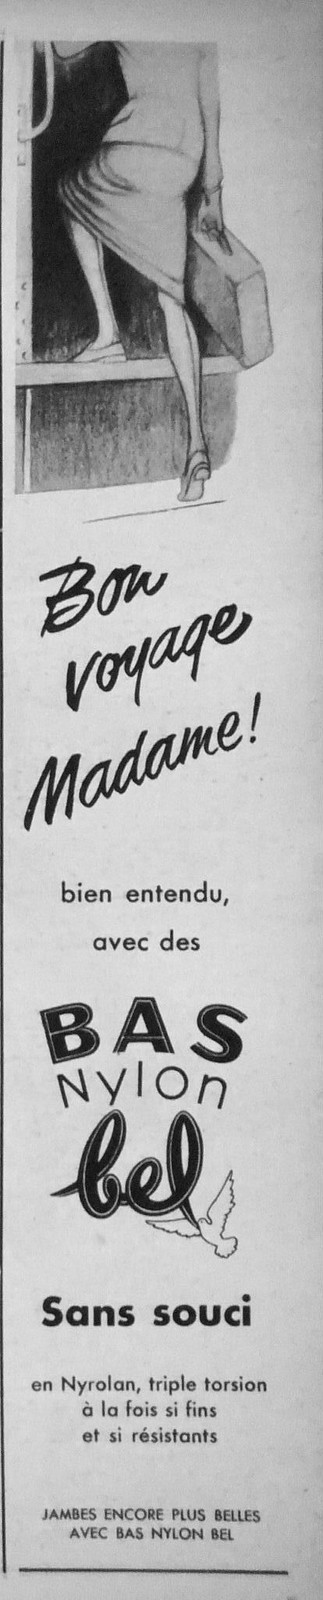 Bon
voyage
Madame!
bien entendu,
avec des
BAS
Nylon
bel
Sans souci
en Nyrolan, triple torsion
à la fois si fins
et si résistants
JAMBES ENCORE PLUS BELLES
AVEC BAS NYLON BEL